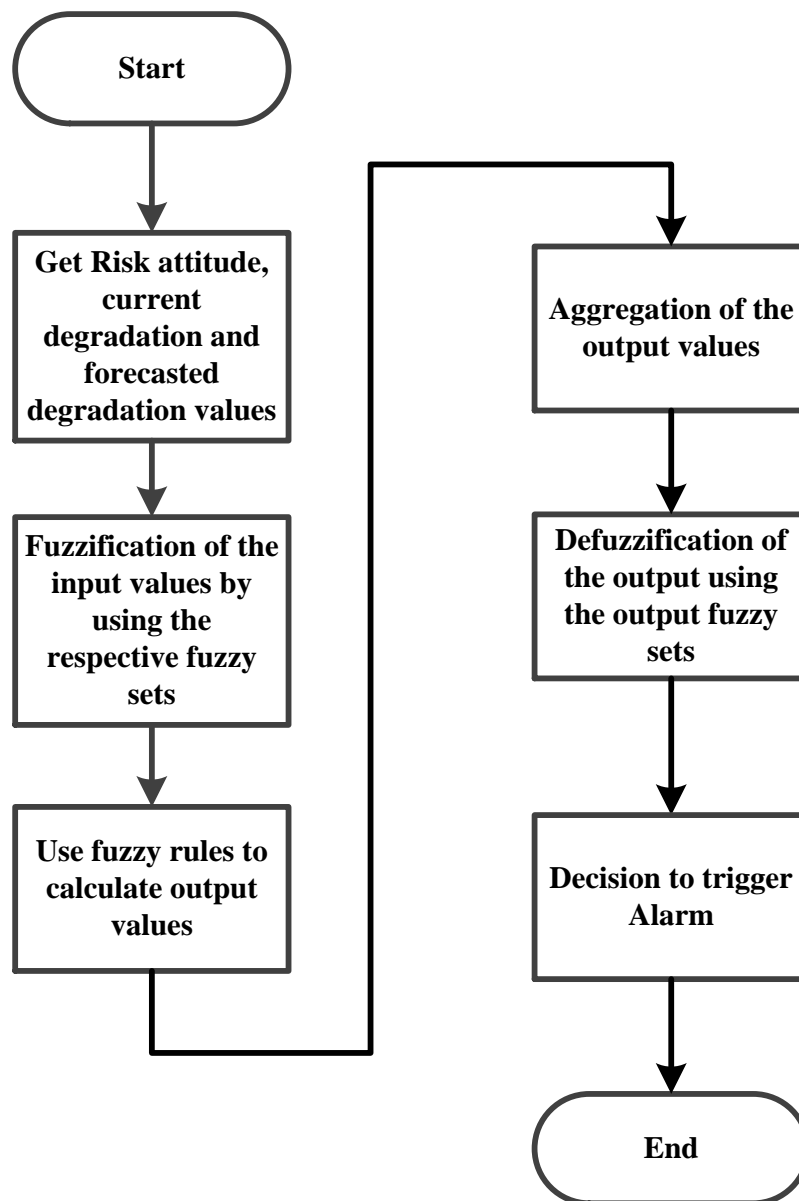 Start
Get Risk attitude,
current
degradation and
forecasted
degradation values
Fuzzification of the
input values by
using the
respective fuzzy
sets
Use fuzzy rules to
calculate output
values
Aggregation of the
output values
Defuzzification of
the output using
the output fuzzy
sets
Decision to trigger
Alarm
End